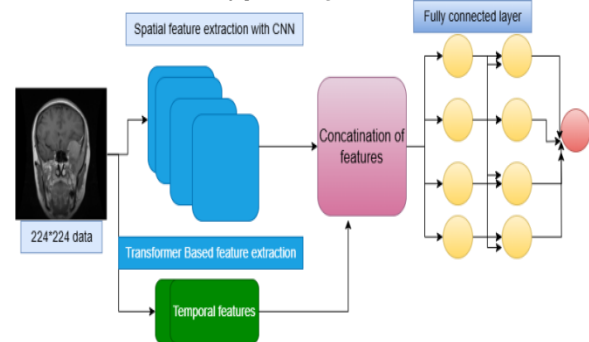 Spatial feature extraction with CNN
Fully connected layer
Concatination of
features
224*224 data
Transformer Based feature extraction
Temporal features